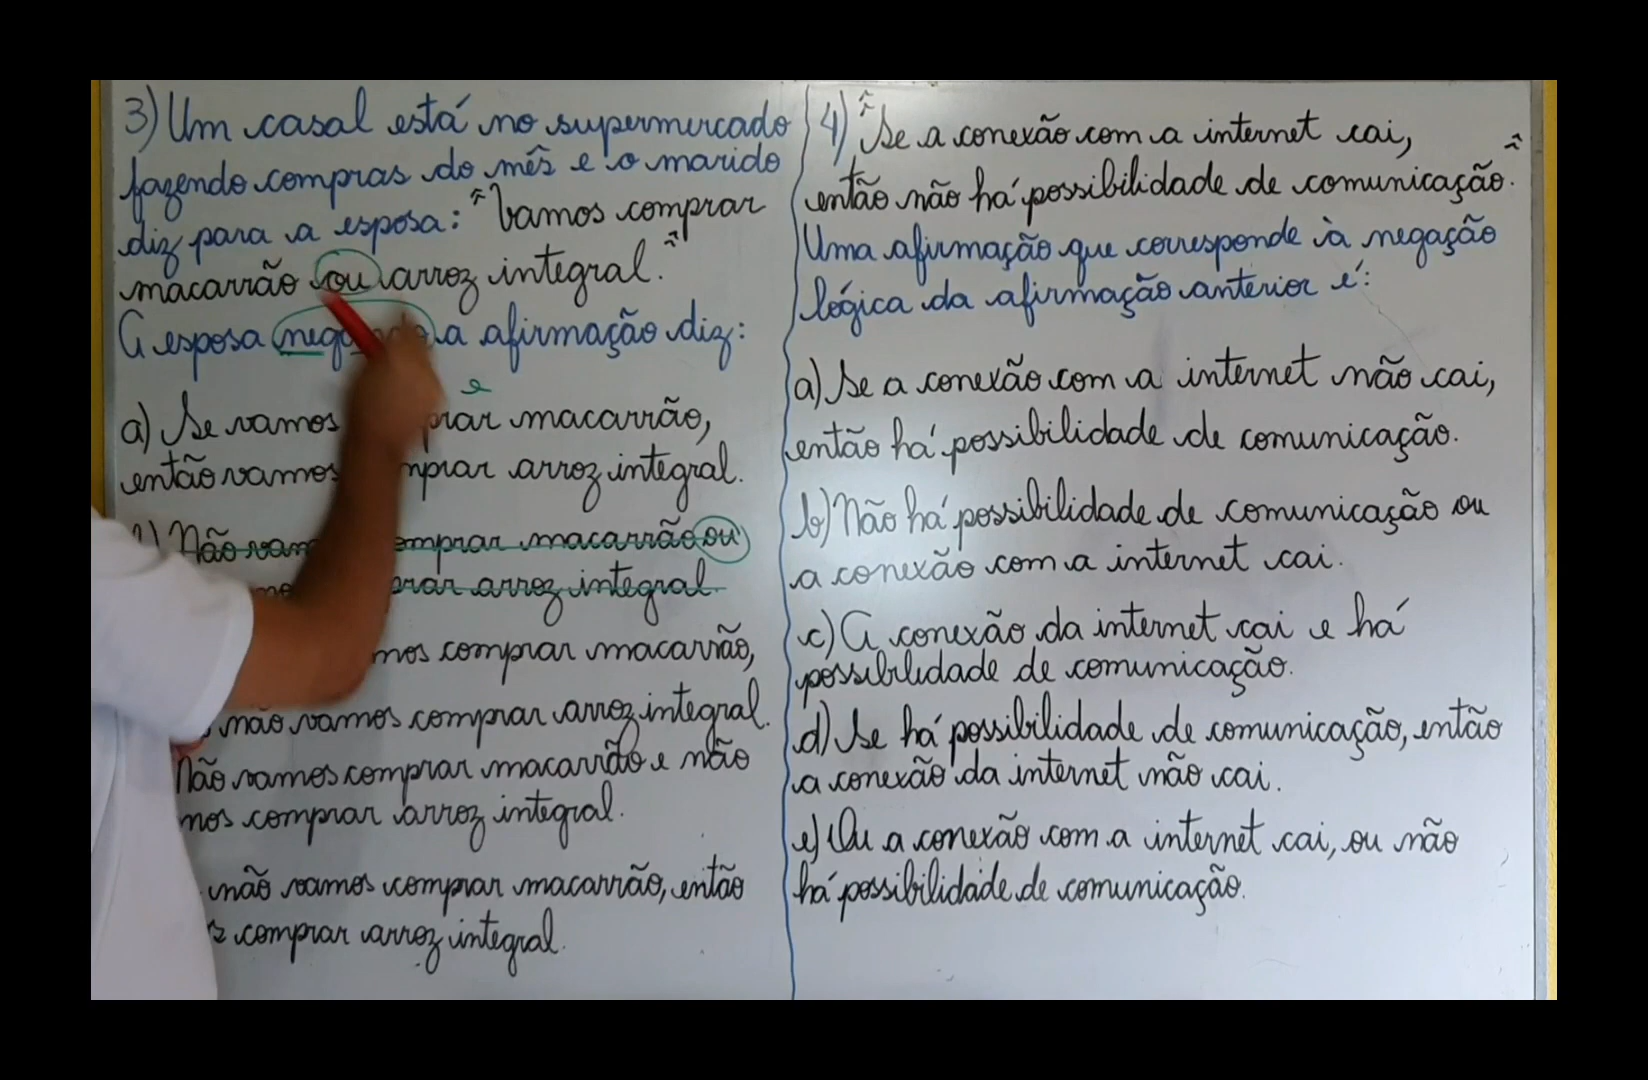 3) Um casal está no supermercado
fazendo compras do mês e o marido
diz para a esposa: "Vamos comprar
macarrão ou arroz integral."
A esposa a afirmação diz:
e
a) Se vamos macarrão,
então vamos arroz integral.
Não macarrão ou
arroz integral.
comprar macarrão,
não vamos comprar arroz integral.
Não vamos comprar macarrão e não
comprar arroz integral.
não vamos comprar macarrão, então
comprar arroz integral.
4) "Se a conexão com a internet cai,
então não há possibilidade de comunicação."
Uma afirmação que corresponde à negação
lógica da afirmação anterior é:
a) Se a conexão com a internet não cai,
então há possibilidade de comunicação.
b) Não há possibilidade de comunicação ou
a conexão com a internet cai.
c) A conexão da internet cai e há
possibilidade de comunicação.
d) Se há possibilidade de comunicação, então
a conexão da internet não cai.
e) Ou a conexão com a internet cai, ou não
há possibilidade de comunicação.